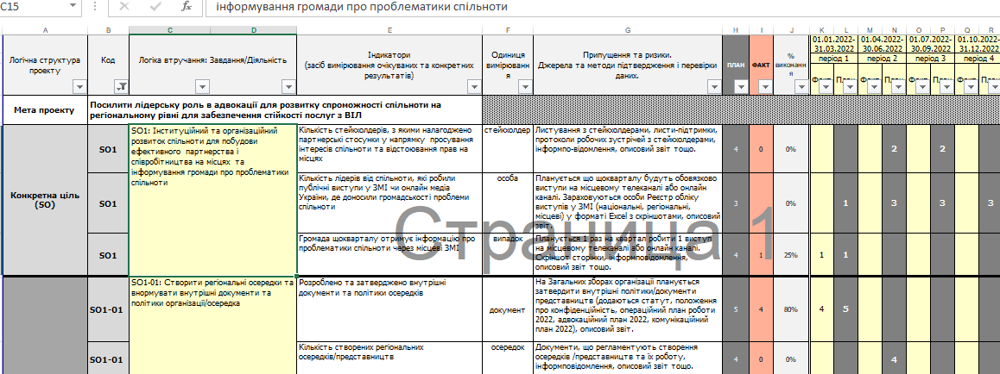 C15
інформування громади про проблематики спільноти
A B C D E F G H I J K L M N O P Q R
Логічна структура проекту
Код
Логіка втручання: Завдання/Діяльність
Індикатори
(засіб вимірювання очікуваних та конкретних
результатів)
Одиниця
вимірюванн
я
Припущення та ризики.
Джерела та методи підтвердження і перевірки
даних.
ПЛАН
ФАКТ
%
виконанн
я
01.01.2022-
31.03.2022
період 1
01.04.2022-
30.06.2022
період 2
01.07.2022-
30.09.2022
період 3
01.10.2022-
31.12.2022
період 4
Мета проекту
Посилити лідерську роль в адвокації для розвитку спроможності спільноти на
регіональному рівні для забезпечення стійкості послуг з ВІЛ
Конкретна ціль
(SO)
SO1
SO1: Інституційний та організаційний
розвиток спільноти для побудови
ефективного партнерства і
співробітництва на місцях та
інформування громади про проблематики
спільноти
Кількість стейкхолдерів, з якими налагоджено
партнерські стосунки у напрямку просування
інтересів спільноти та відстоювання прав на
місцях
стейкхолдер
Листування з стейкхолдерами, листи-підтримки,
протоколи робочих зустрічей з стейкхолдерами,
інформпо-відомлення, описовий звіт тощо.
4 0 0% 2 2
SO1
Кількість лідерів від спільноти, які робили
публічні виступи у ЗМІ чи онлайн медіа
України, де доносили громадськості проблеми
спільноти
особа
Планується що щокварталу будуть обовязково
виступи на місцевому телеканалі або онлайн
каналі. Зараховуються особи Реєстр обліку
виступів у ЗМІ (національні, регіональні,
місцеві) у форматі Excel з скріншотами, описовий
звіт.
3 0% 1 3 3 3
SO1
Громада щокварталу отримує інформацію про
проблематики спільноти через місцеві ЗМІ
випадок
Планується 1 раз на квартал робити 1 виступ
на місцевому телеканалі або онлайн каналі.
Скріншот сторінки, інформповідомлення,
описовий звіт тощо.
4 1 25% 1 1
Страница 1
SO1-01
SO1-01: Створити регіональні осередки та
внормувати внутрішні документи та
політики організації/осередка
Розроблено та затверджено внутрішні
документи та політики осередків
документ
На Загальних зборах організації планується
затвердити внутрішні політики/документи
представництв (додаються статут, положення
про конфіденційність, операційний план роботи
2022, адвокаційний план 2022, комунікаційний
план 2022), описовий звіт.
5 4 80% 4 5
SO1-01
Кількість створених регіональних
осередків/представництв
осередок
Документи, що регламентують створення
осередків /представництв та їх роботу,
інформповідомлення, описовий звіт тощо.
4 0 0% 4